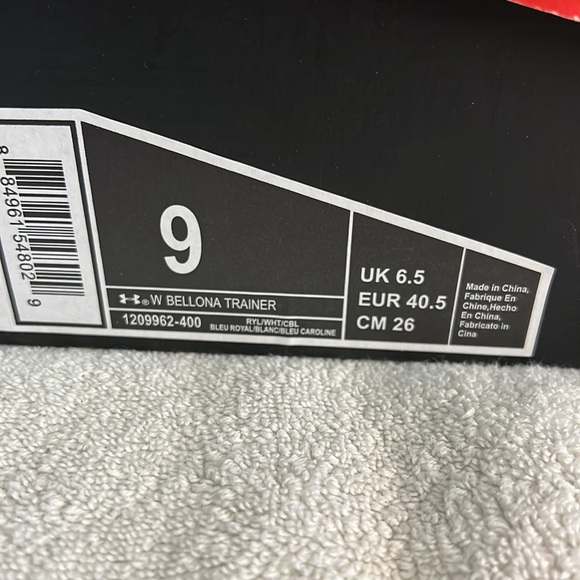 8 84961 54802 9
9
W BELLONA TRAINER
1209962-400
RYL/WHT/CBL
BLEU ROYAL/BLANC/BLEU CAROLINE
UK 6.5
EUR 40.5
CM 26
Made in China,
Fabrique En
Chine,Hecho
En China,
Fabricato in
Cina